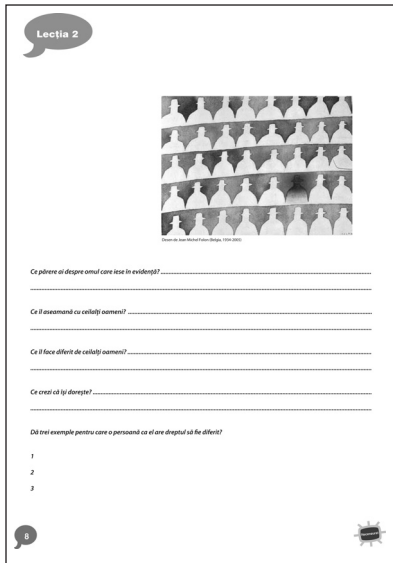 Lecția 2
Desen de Jean Michel Folon (Belgia, 1934-2005)
Ce părere ai despre omul care iese în evidență?
Ce îl aseamană cu ceilalți oameni?
Ce îl face diferit de ceilalți oameni?
Ce crezi că își dorește?
Dă trei exemple pentru care o persoană ca el are dreptul să fie diferit?
1
2
3
8